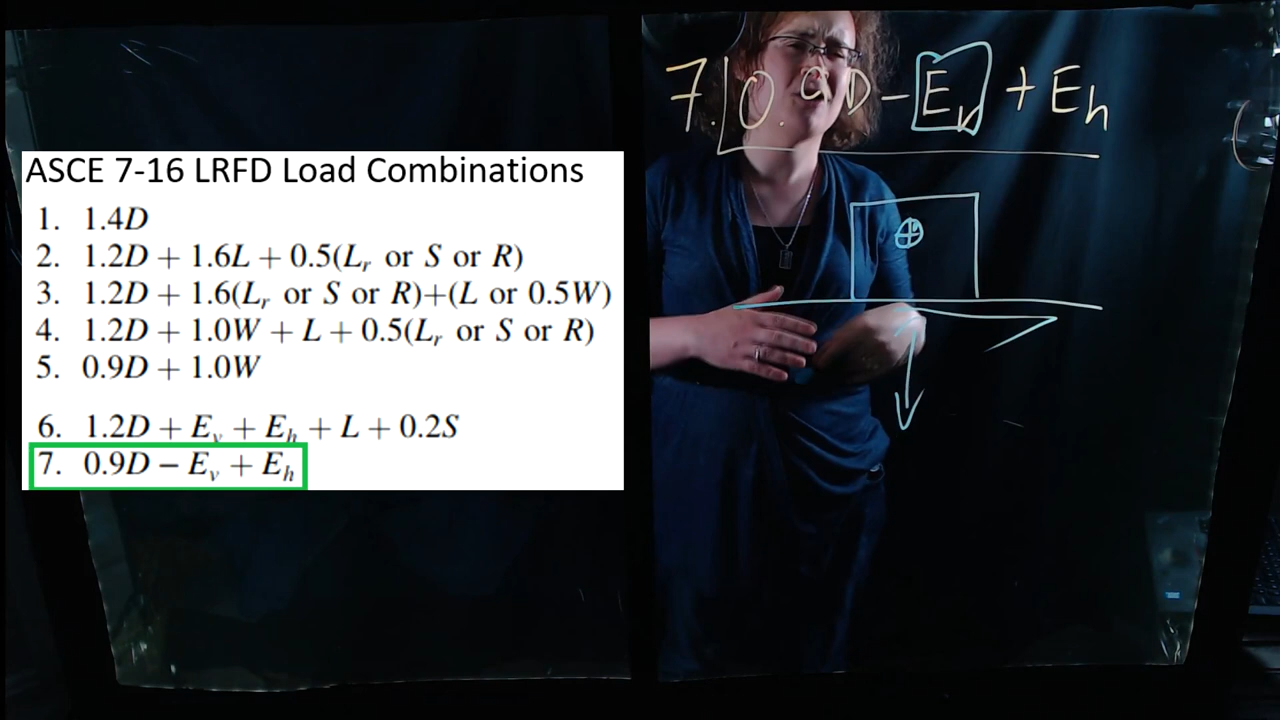 ASCE 7-16 LRFD Load Combinations
1. 1.4D
2. 1.2D + 1.6L + 0.5(Lᵣ or S or R)
3. 1.2D + 1.6(Lᵣ or S or R)+(L or 0.5W)
4. 1.2D + 1.0W + L + 0.5(Lᵣ or S or R)
5. 0.9D + 1.0W
6. 1.2D + Eᵥ + Eₕ + L + 0.2S
7. 0.9D − Eᵥ + Eₕ
7. 0.9D - Eᵥ + Eₕ